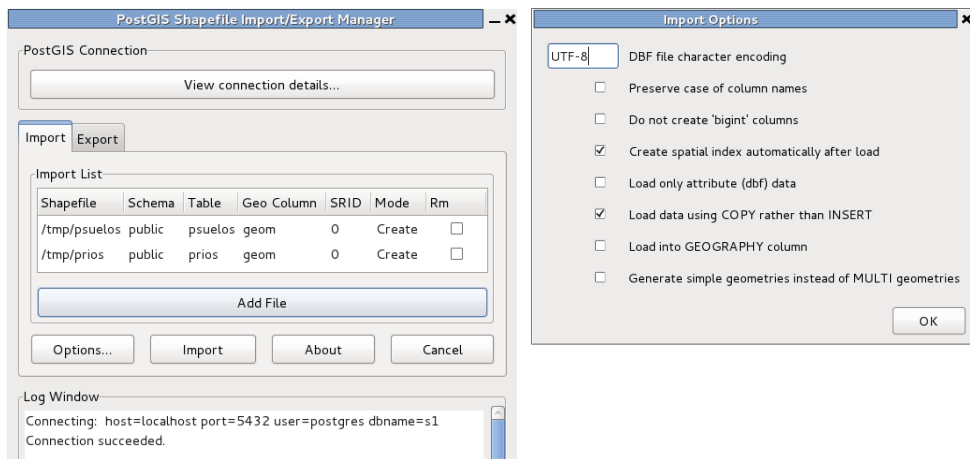 PostGIS Shapefile Import/Export Manager
PostGIS Connection
View connection details...
Import Export
Import List
Shapefile Schema Table Geo Column SRID Mode Rm
/tmp/psuelos public psuelos geom 0 Create
/tmp/prios public prios geom 0 Create
Add File
Options... Import About Cancel
Log Window
Connecting: host=localhost port=5432 user=postgres dbname=s1
Connection succeeded.
Import Options
UTF-8 DBF file character encoding
Preserve case of column names
Do not create 'bigint' columns
Create spatial index automatically after load
Load only attribute (dbf) data
Load data using COPY rather than INSERT
Load into GEOGRAPHY column
Generate simple geometries instead of MULTI geometries
OK